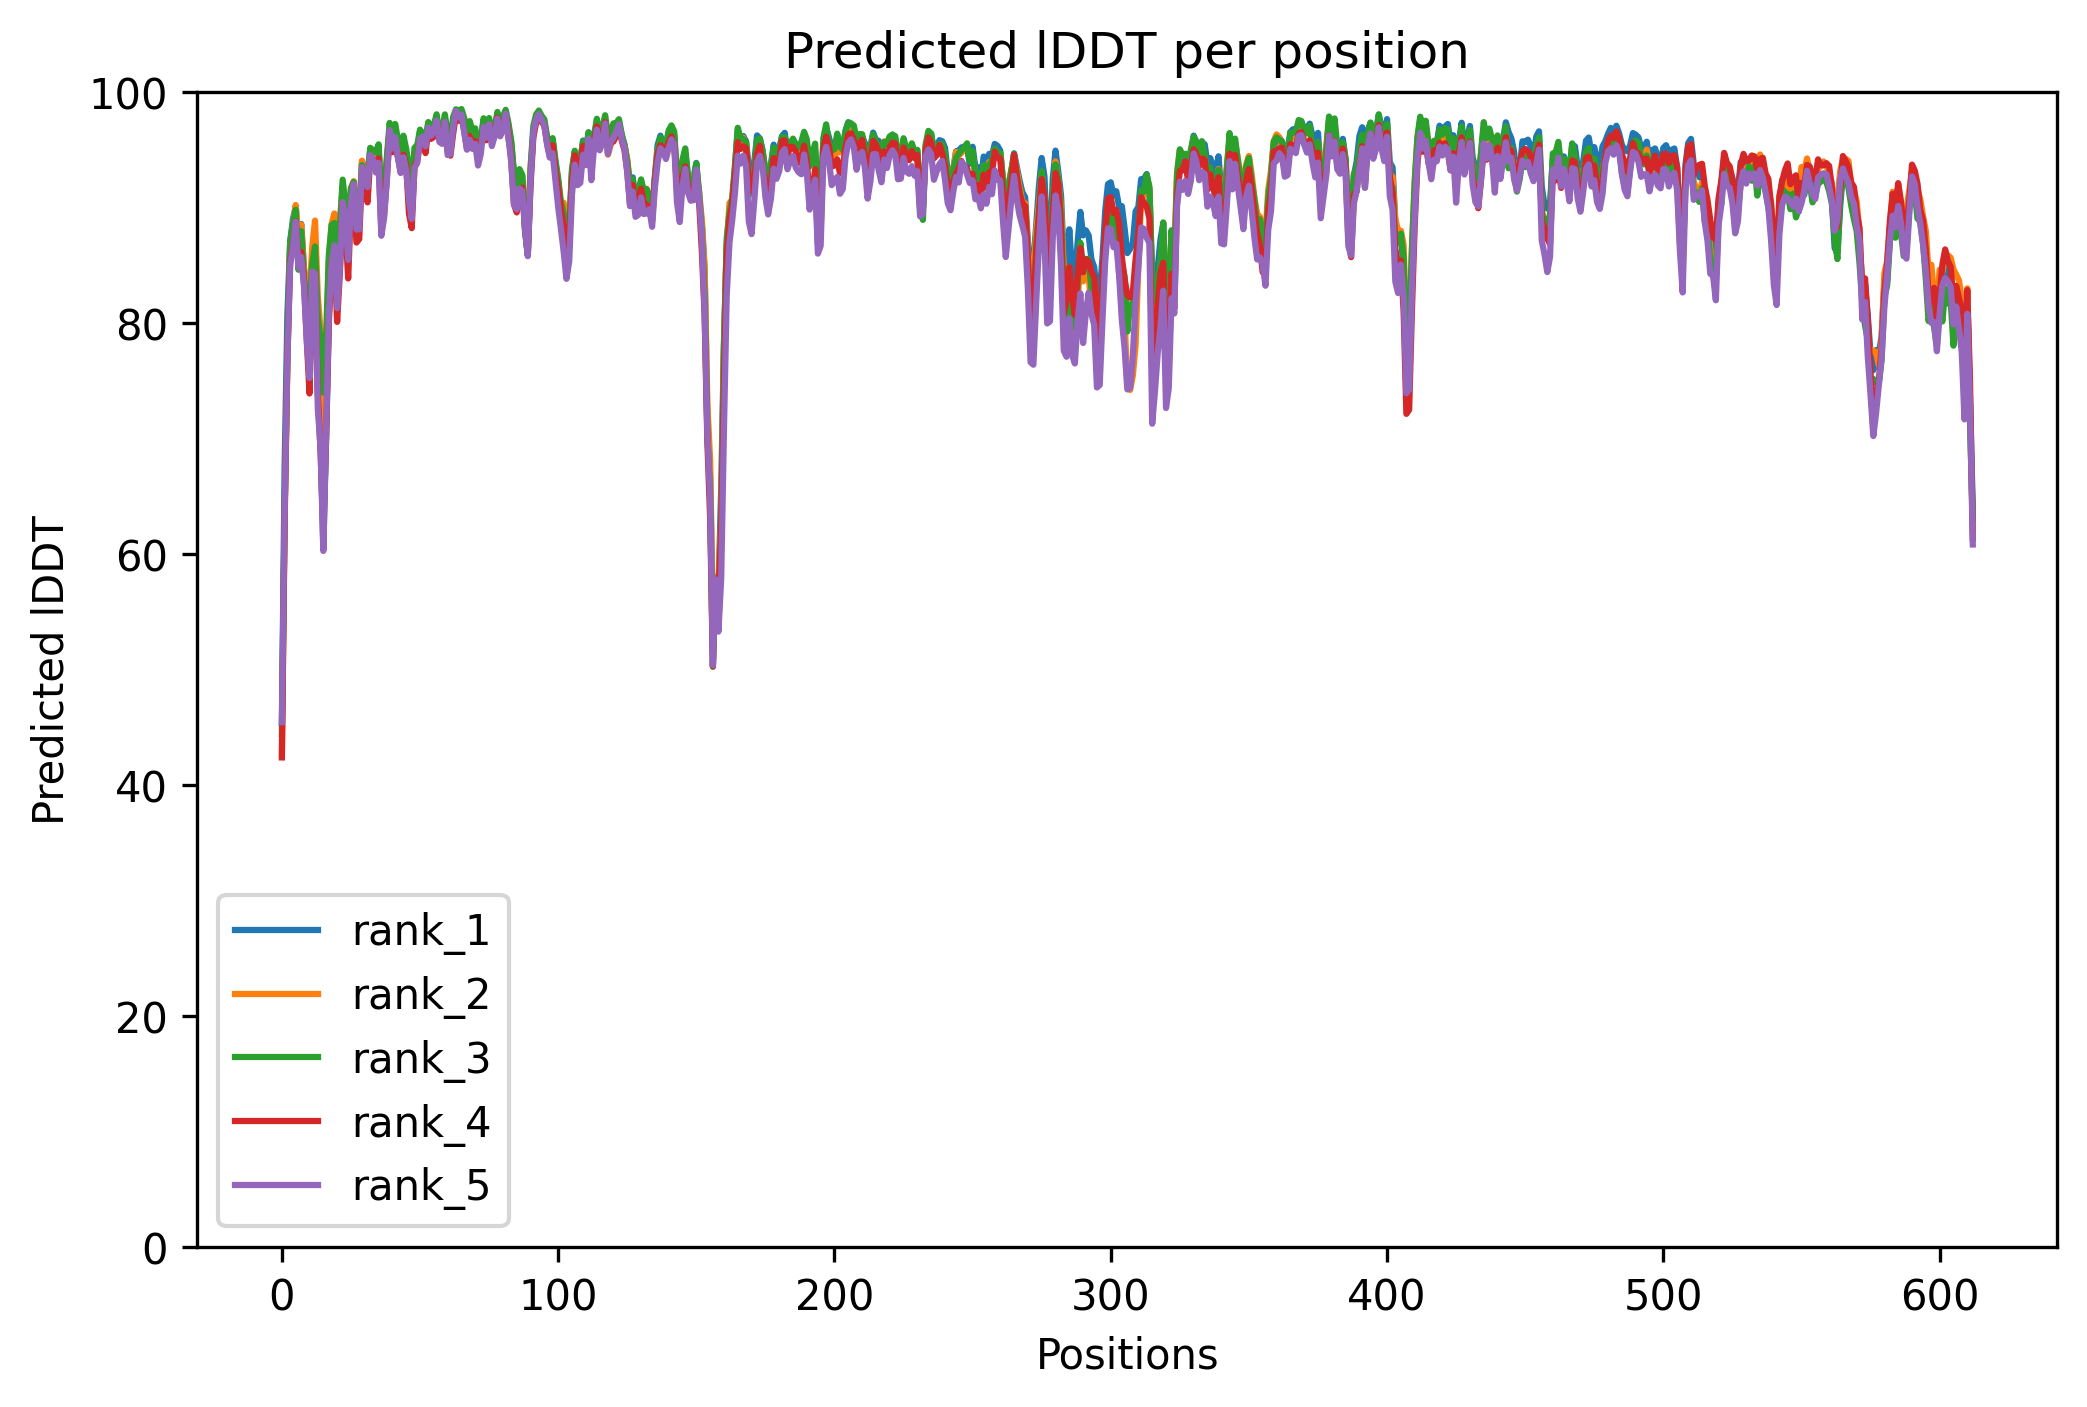 Predicted lDDT per position
Predicted lDDT
100
80
60
40
20
0
rank_1
rank_2
rank_3
rank_4
rank_5
0 100 200 300 400 500 600
Positions